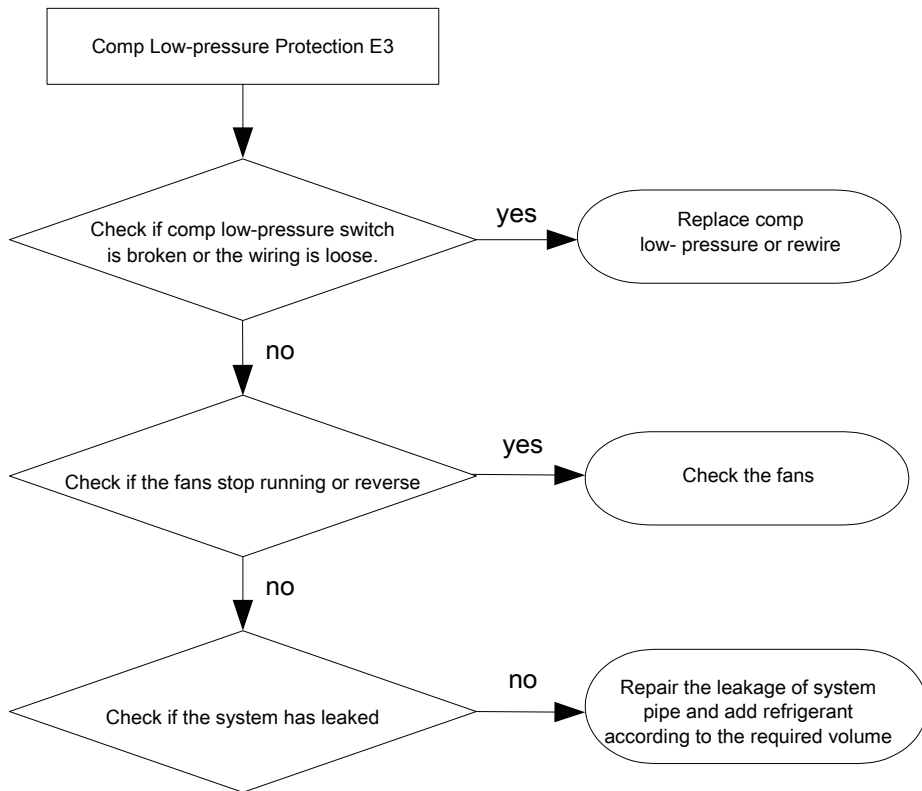 Comp Low-pressure Protection E3
Check if comp low-pressure switch
is broken or the wiring is loose.
yes
Replace comp
low- pressure or rewire
no
Check if the fans stop running or reverse
yes
Check the fans
no
Check if the system has leaked
no
Repair the leakage of system
pipe and add refrigerant
according to the required volume